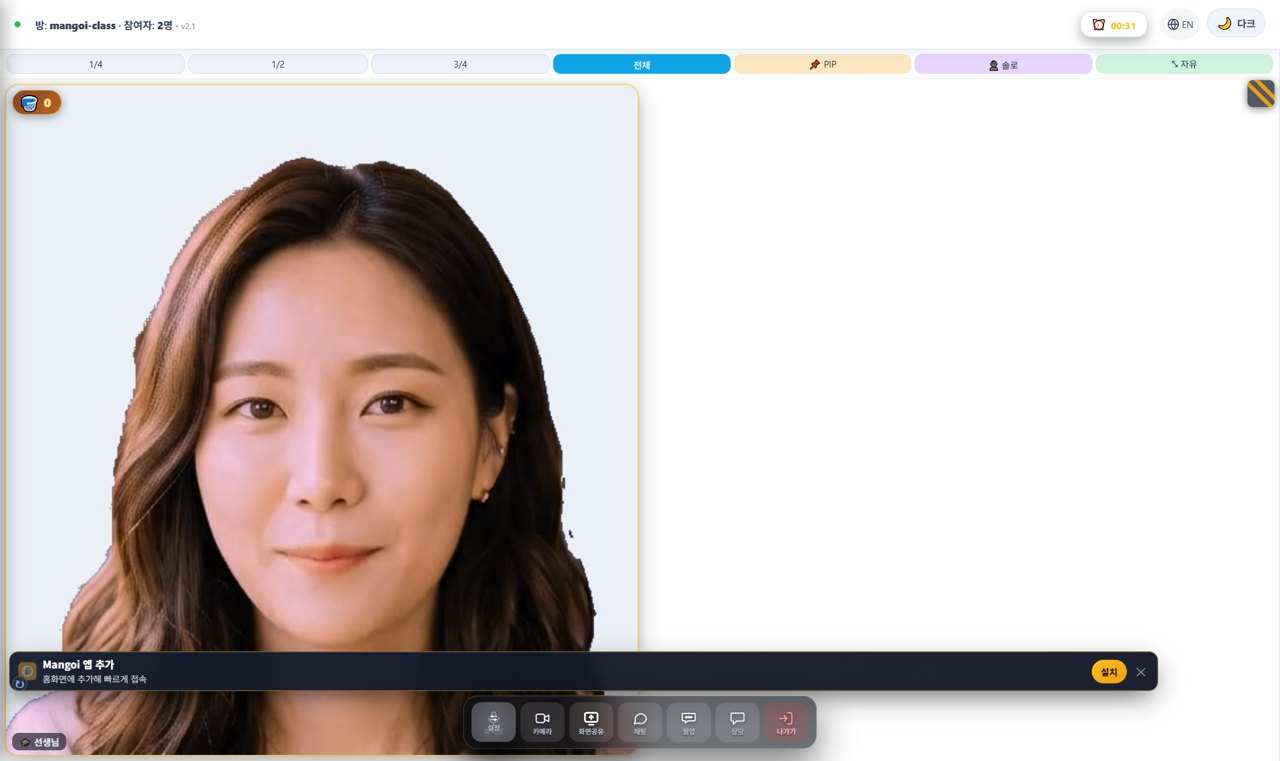 방: mangoi-class · 참여자: 2명 · v2.1
00:31
EN
다크
1/4
1/2
3/4
전체
PIP
솔로
자유
0
Mangoi 앱 추가
홈화면에 추가해 빠르게 접속
설치
카메라
화면공유
채팅
상담
나가기
선생님